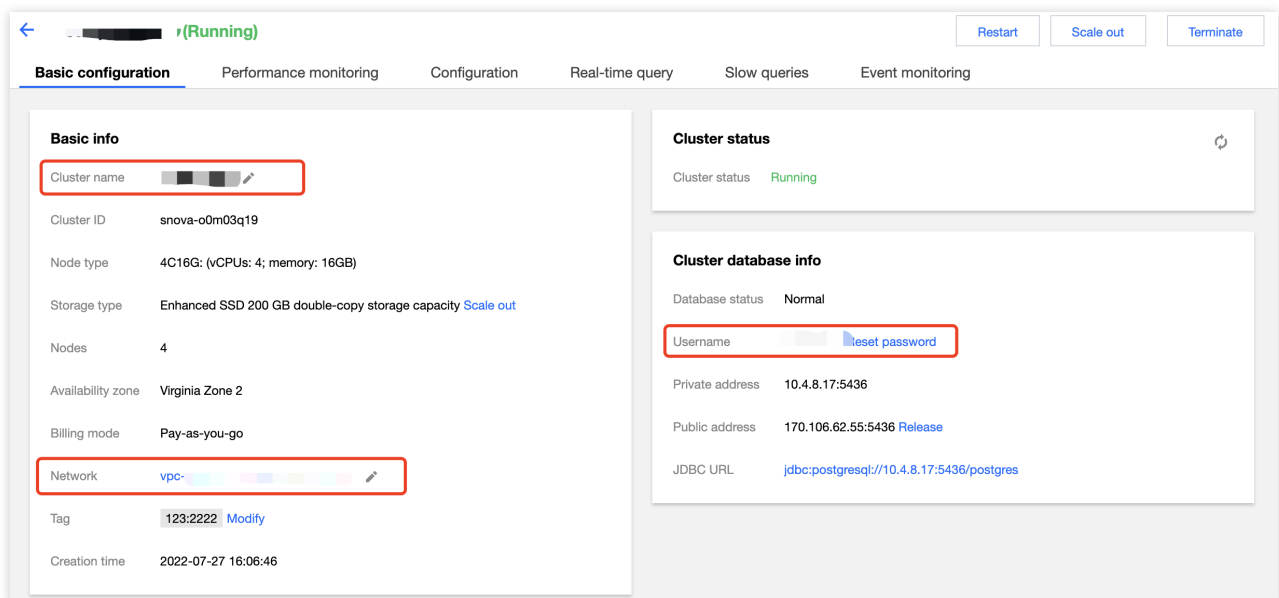 (Running)
Restart
Scale out
Terminate
Basic configuration
Performance monitoring
Configuration
Real-time query
Slow queries
Event monitoring
Basic info
Cluster name
Cluster ID snova-o0m03q19
Node type 4C16G: (vCPUs: 4; memory: 16GB)
Storage type Enhanced SSD 200 GB double-copy storage capacity Scale out
Nodes 4
Availability zone Virginia Zone 2
Billing mode Pay-as-you-go
Network vpc-
Tag 123:2222 Modify
Creation time 2022-07-27 16:06:46
Cluster status
Cluster status Running
Cluster database info
Database status Normal
Username Reset password
Private address 10.4.8.17:5436
Public address 170.106.62.55:5436 Release
JDBC URL jdbc:postgresql://10.4.8.17:5436/postgres